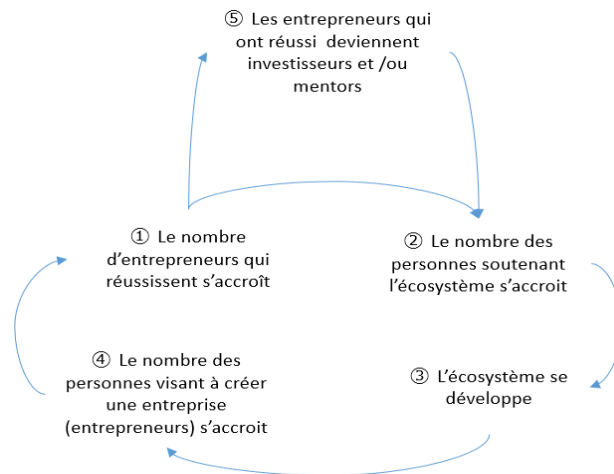 ⑤ Les entrepreneurs qui
ont réussi deviennent
investisseurs et /ou
mentors
① Le nombre
d'entrepreneurs qui
réussissent s'accroît
② Le nombre des
personnes soutenant
l'écosystème s'accroit
③ L'écosystème se
développe
④ Le nombre des
personnes visant à créer
une entreprise
(entrepreneurs) s'accroit